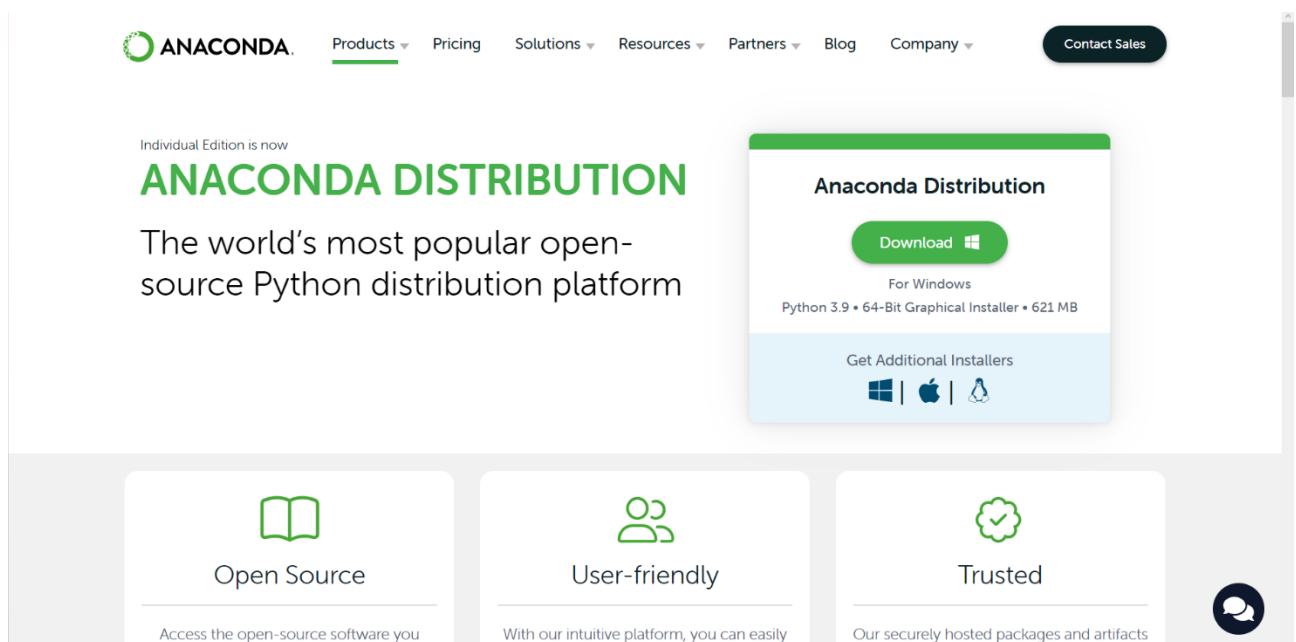 ANACONDA.
Products
Pricing
Solutions
Resources
Partners
Blog
Company
Contact Sales
Individual Edition is now
ANACONDA DISTRIBUTION
The world's most popular open-
source Python distribution platform
Anaconda Distribution
Download
For Windows
Python 3.9 • 64-Bit Graphical Installer • 621 MB
Get Additional Installers
| |
Open Source
Access the open-source software you
User-friendly
With our intuitive platform, you can easily
Trusted
Our securely hosted packages and artifacts